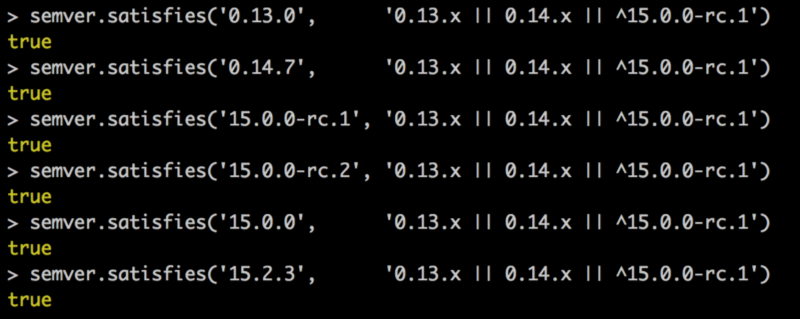 > semver.satisfies('0.13.0',      '0.13.x || 0.14.x || ^15.0.0-rc.1')
true
> semver.satisfies('0.14.7',      '0.13.x || 0.14.x || ^15.0.0-rc.1')
true
> semver.satisfies('15.0.0-rc.1', '0.13.x || 0.14.x || ^15.0.0-rc.1')
true
> semver.satisfies('15.0.0-rc.2', '0.13.x || 0.14.x || ^15.0.0-rc.1')
true
> semver.satisfies('15.0.0',      '0.13.x || 0.14.x || ^15.0.0-rc.1')
true
> semver.satisfies('15.2.3',      '0.13.x || 0.14.x || ^15.0.0-rc.1')
true